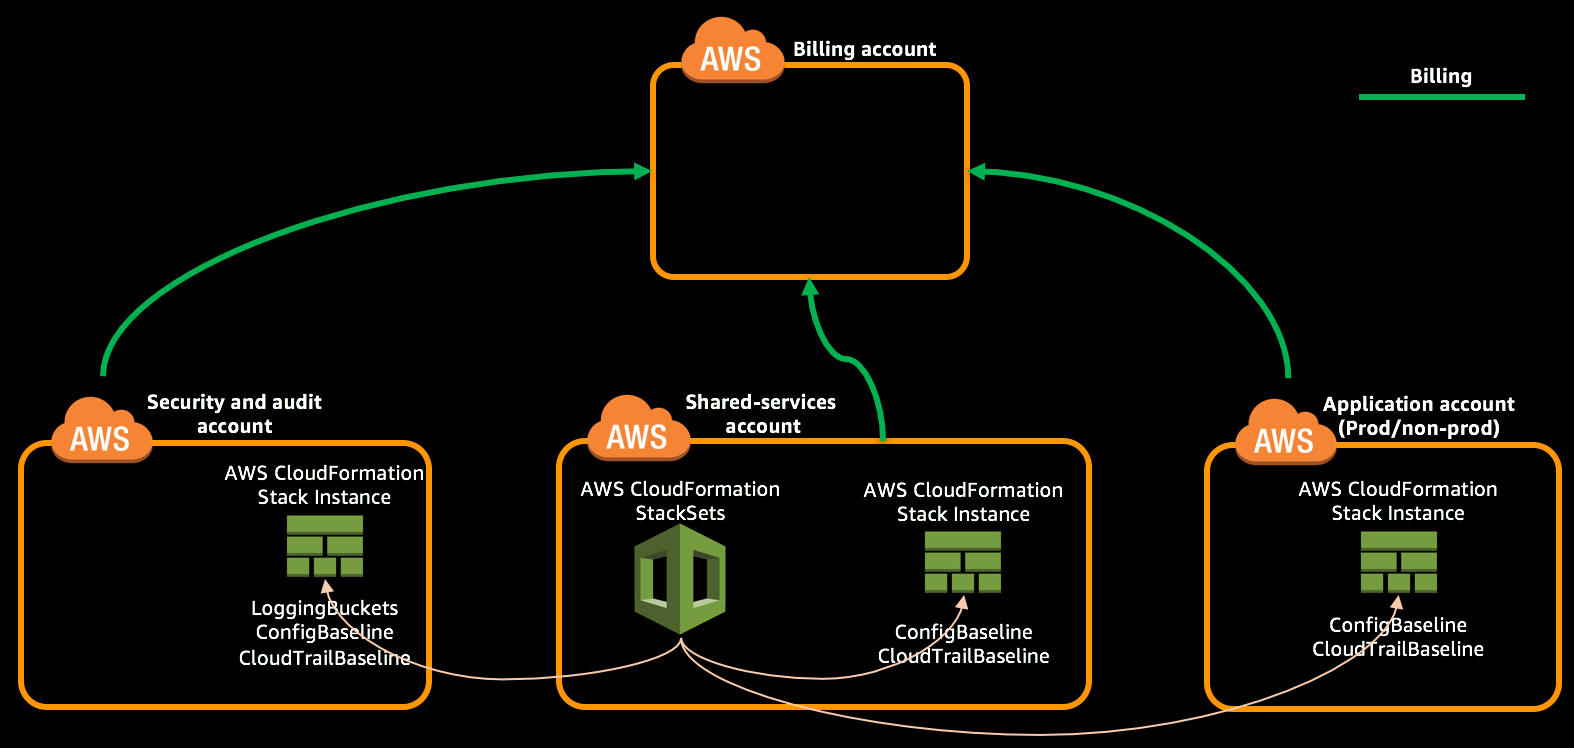 AWS
Billing account
Billing
AWS
Security and audit
account
AWS CloudFormation
Stack Instance
LoggingBuckets
ConfigBaseline
CloudTrailBaseline
AWS
Shared-services
account
AWS CloudFormation
StackSets
AWS CloudFormation
Stack Instance
ConfigBaseline
CloudTrailBaseline
AWS
Application account
(Prod/non-prod)
AWS CloudFormation
Stack Instance
ConfigBaseline
CloudTrailBaseline